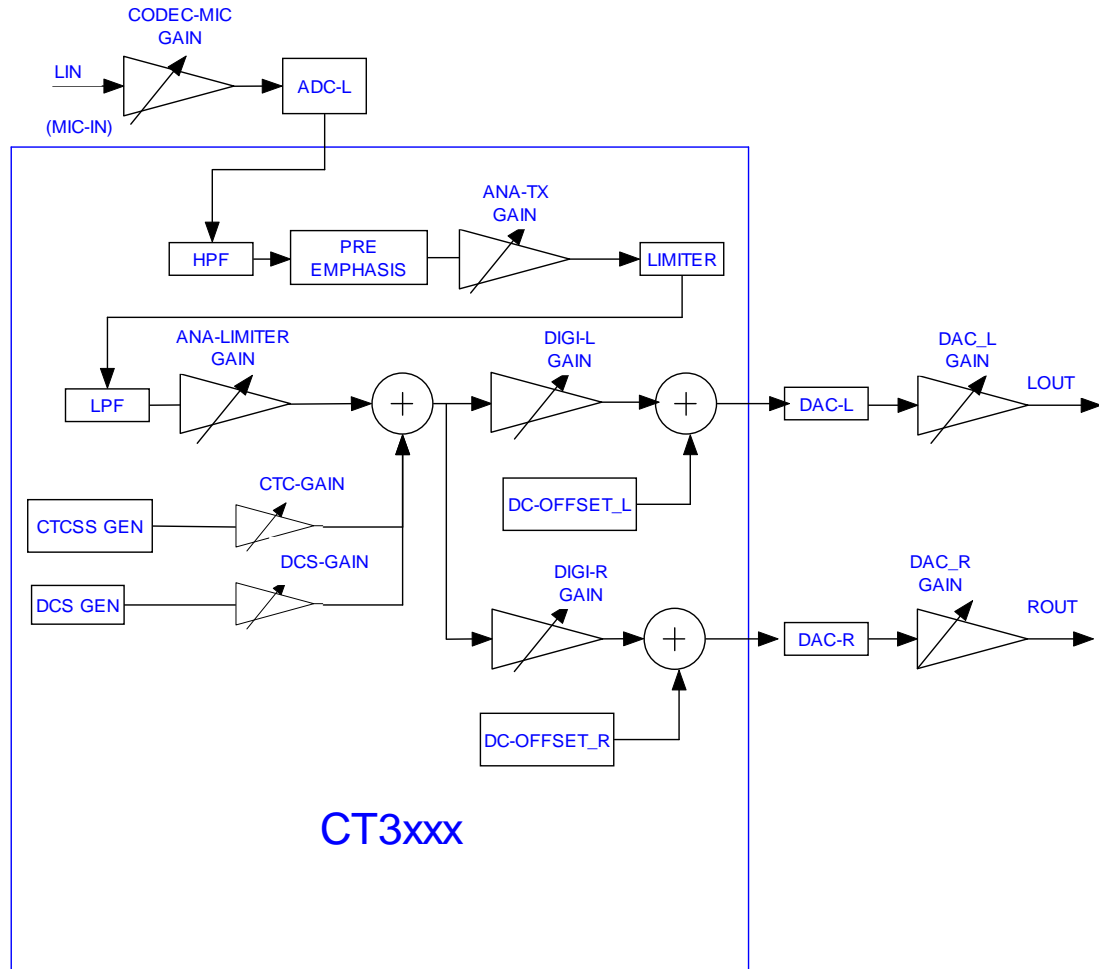 CODEC-MIC
GAIN
LIN
ADC-L
(MIC-IN)
ANA-TX
GAIN
HPF
PRE
EMPHASIS
LIMITER
ANA-LIMITER
GAIN
DIGI-L
GAIN
DAC_L
GAIN
LOUT
LPF
+
+
DAC-L
CTC-GAIN
DC-OFFSET_L
CTCSS GEN
DCS-GAIN
DIGI-R
GAIN
DAC_R
GAIN
ROUT
DCS GEN
+
DAC-R
DC-OFFSET_R
CT3xxx